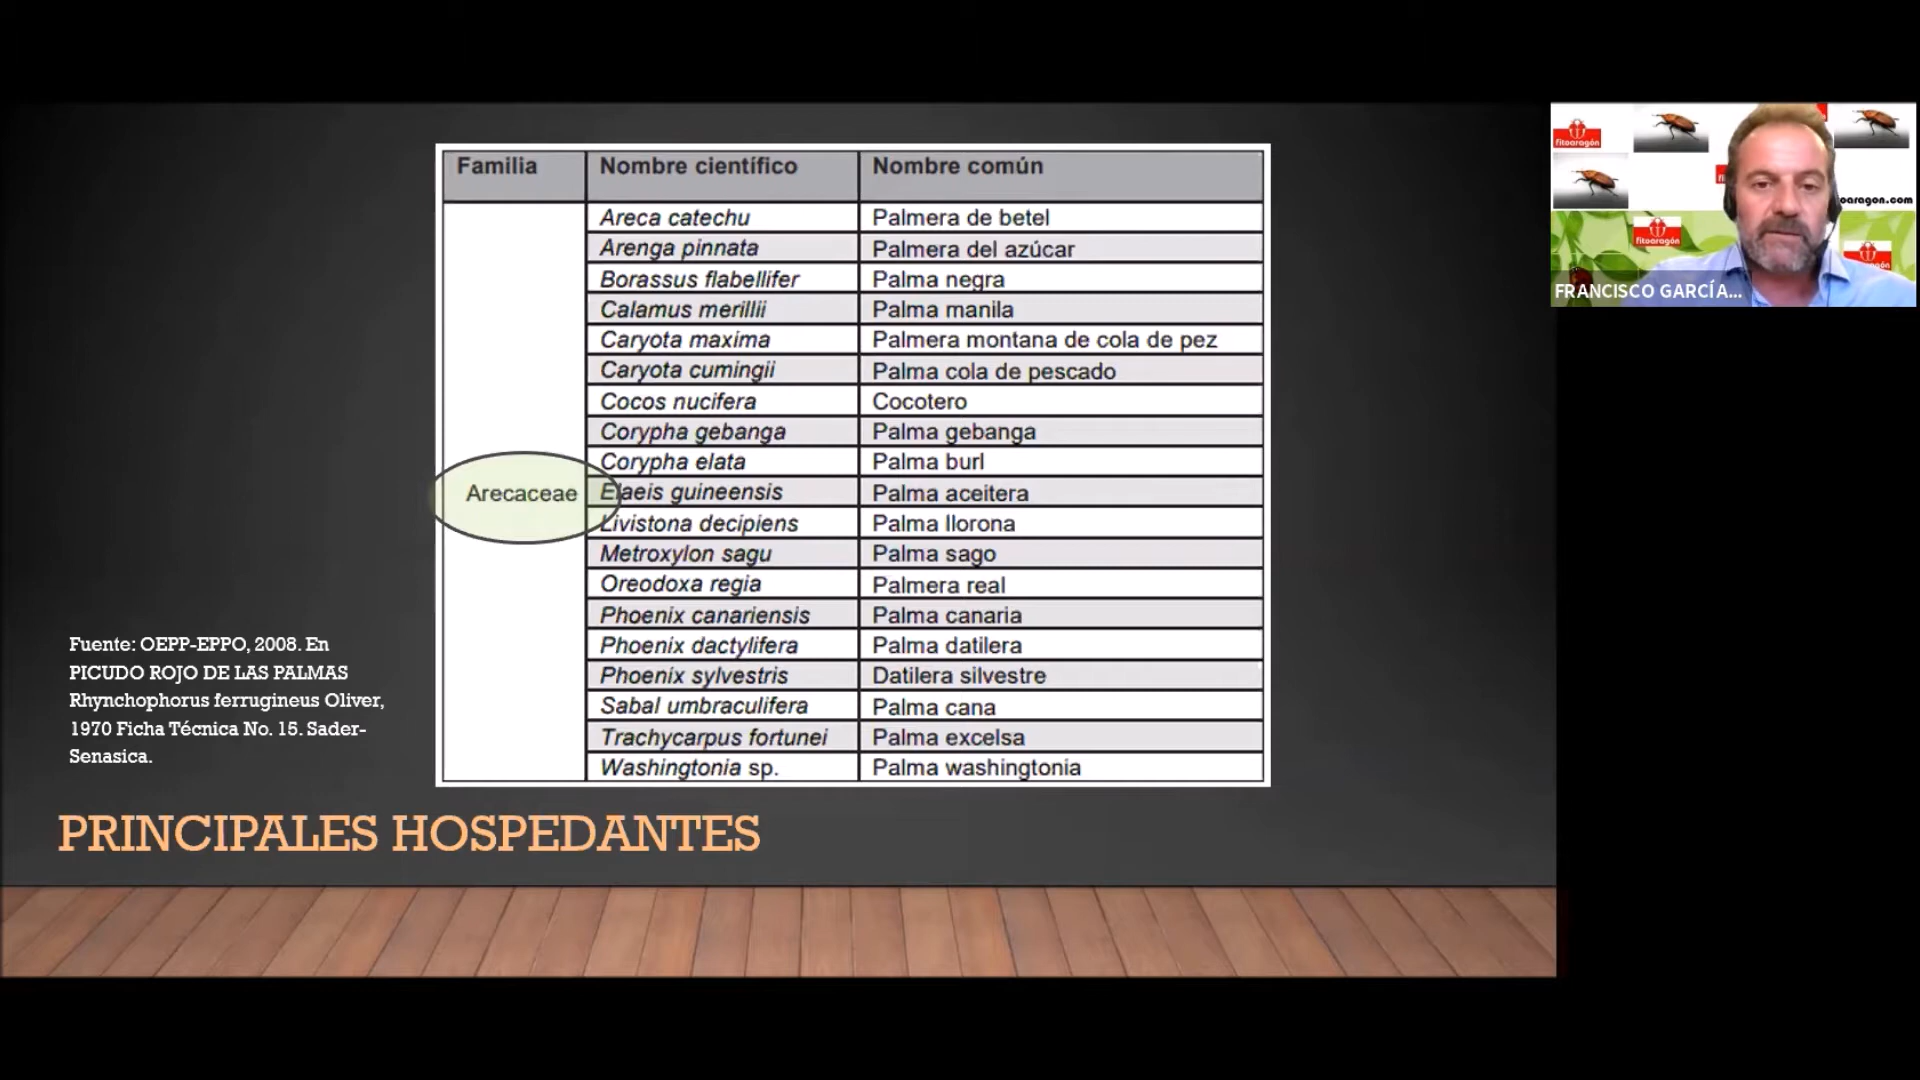 Familia Nombre científico Nombre común
Areca catechu Palmera de betel
Arenga pinnata Palmera del azúcar
Borassus flabellifer Palma negra
Calamus merillii Palma manila
Caryota maxima Palmera montana de cola de pez
Caryota cumingii Palma cola de pescado
Cocos nucifera Cocotero
Corypha gebanga Palma gebanga
Corypha elata Palma burl
Arecaceae Elaeis guineensis Palma aceitera
Livistona decipiens Palma llorona
Metroxylon sagu Palma sago
Oreodoxa regia Palmera real
Phoenix canariensis Palma canaria
Phoenix dactylifera Palma datilera
Phoenix sylvestris Datilera silvestre
Sabal umbraculifera Palma cana
Trachycarpus fortunei Palma excelsa
Washingtonia sp. Palma washingtonia
Fuente: OEPP-EPPO, 2008. En
PICUDO ROJO DE LAS PALMAS
Rhynchophorus ferrugineus Oliver,
1970 Ficha Técnica No. 15. Sader-
Senasica.
PRINCIPALES HOSPEDANTES
fitoaragón
oaragon.com
fitoaragón
fitoaragón
FRANCISCO GARCÍA...